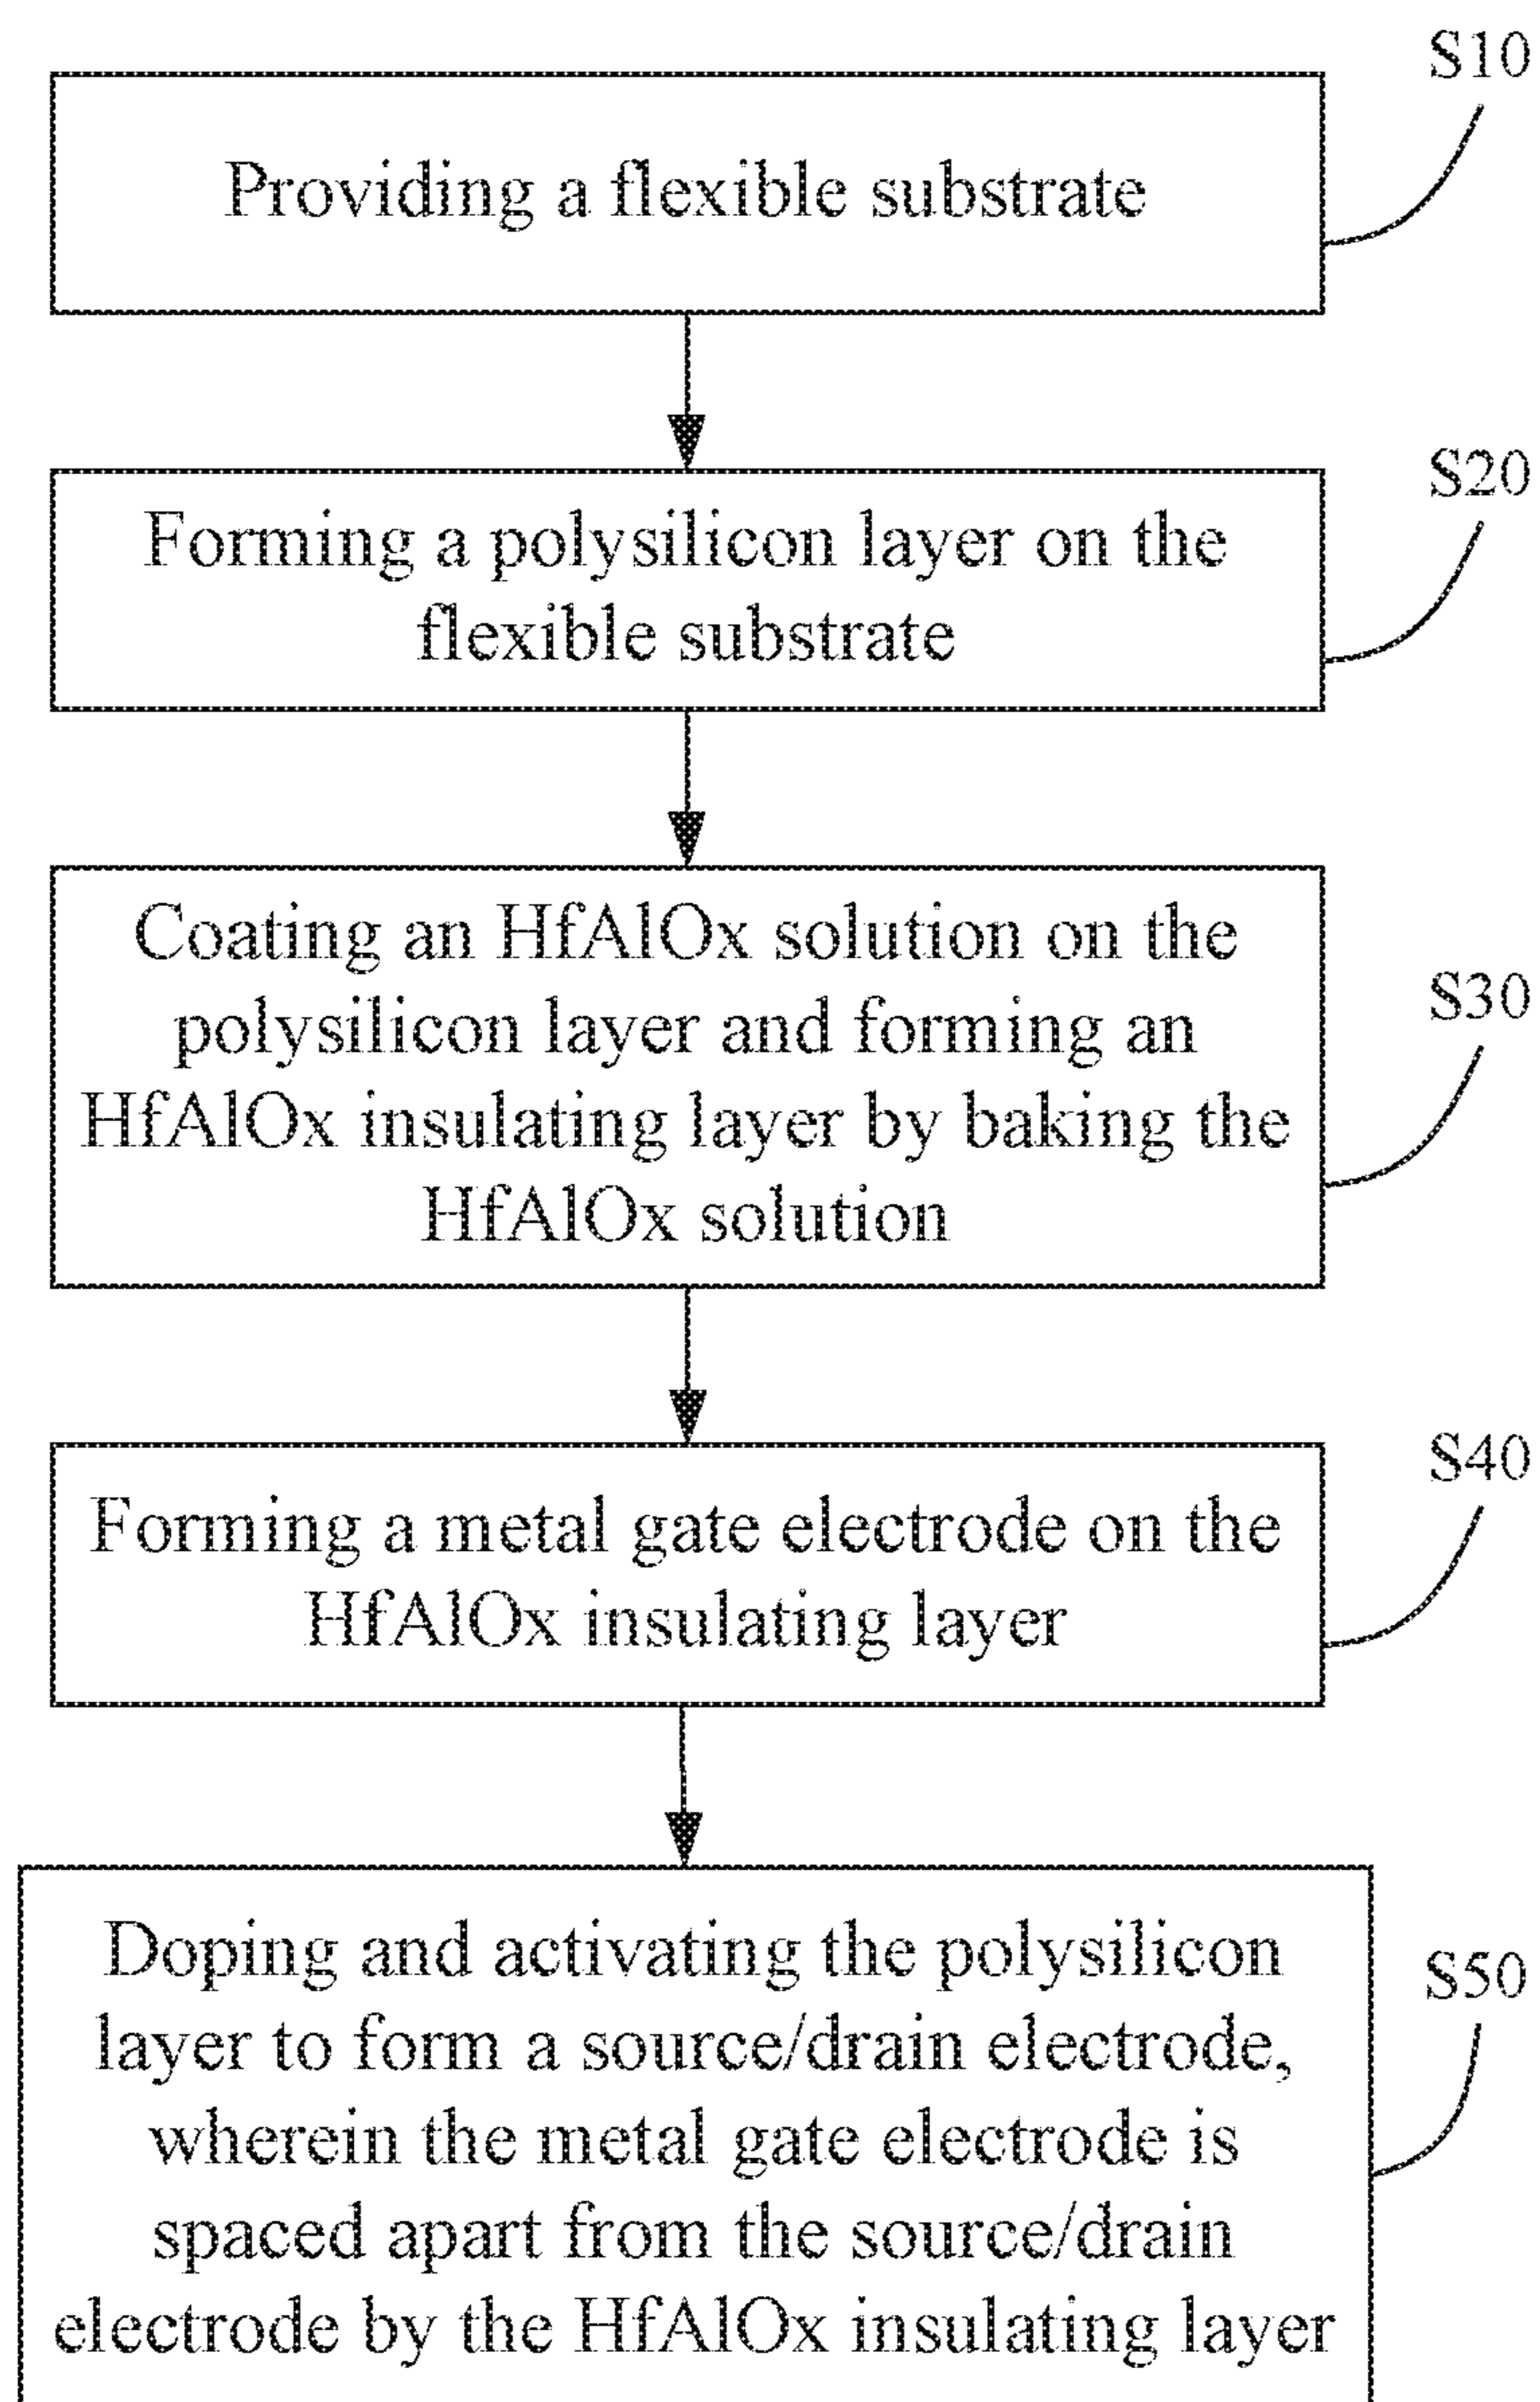 S10
Providing a flexible substrate
S20
Forming a polysilicon layer on the
flexible substrate
Coating an HfAlOx solution on the
polysilicon layer and forming an
HfAlOx insulating layer by baking the
HfAlOx solution
S30
S40
Forming a metal gate electrode on the
HfAlOx insulating layer
Doping and activating the polysilicon
layer to form a source/drain electrode,
wherein the metal gate electrode is
spaced apart from the source/drain
electrode by the HfAlOx insulating layer
S50